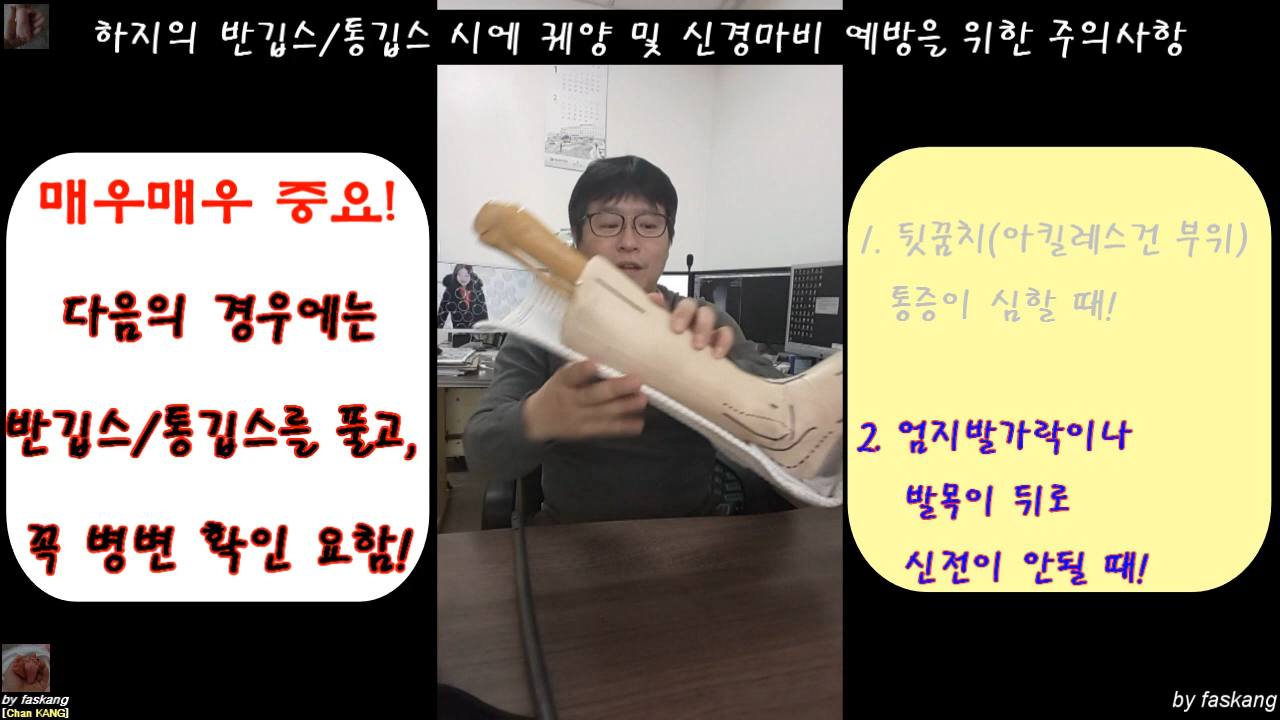 하지의 반깁스/통깁스 시에 궤양 및 신경마비 예방을 위한 주의사항
매우매우 중요!
다음의 경우에는
반깁스/통깁스를 풀고,
꼭 병변 확인 요함!
1. 뒷꿈치(아킬레스건 부위)
통증이 심할 때!
2. 엄지발가락이나
발목이 뒤로
신전이 안될 때!
by faskang
[Chan KANG]
by faskang